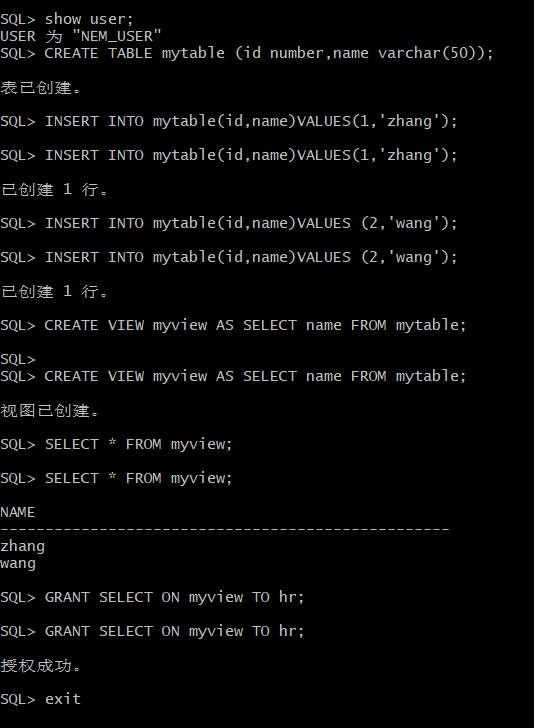 SQL> show user;
USER 为 "NEM_USER"
SQL> CREATE TABLE mytable (id number,name varchar(50));
表已创建。
SQL> INSERT INTO mytable(id,name)VALUES(1,'zhang');
SQL> INSERT INTO mytable(id,name)VALUES(1,'zhang');
已创建 1 行。
SQL> INSERT INTO mytable(id,name)VALUES (2,'wang');
SQL> INSERT INTO mytable(id,name)VALUES (2,'wang');
已创建 1 行。
SQL> CREATE VIEW myview AS SELECT name FROM mytable;
SQL>
SQL> CREATE VIEW myview AS SELECT name FROM mytable;
视图已创建。
SQL> SELECT * FROM myview;
SQL> SELECT * FROM myview;
NAME
--------------------------------------------------
zhang
wang
SQL> GRANT SELECT ON myview TO hr;
SQL> GRANT SELECT ON myview TO hr;
授权成功。
SQL> exit